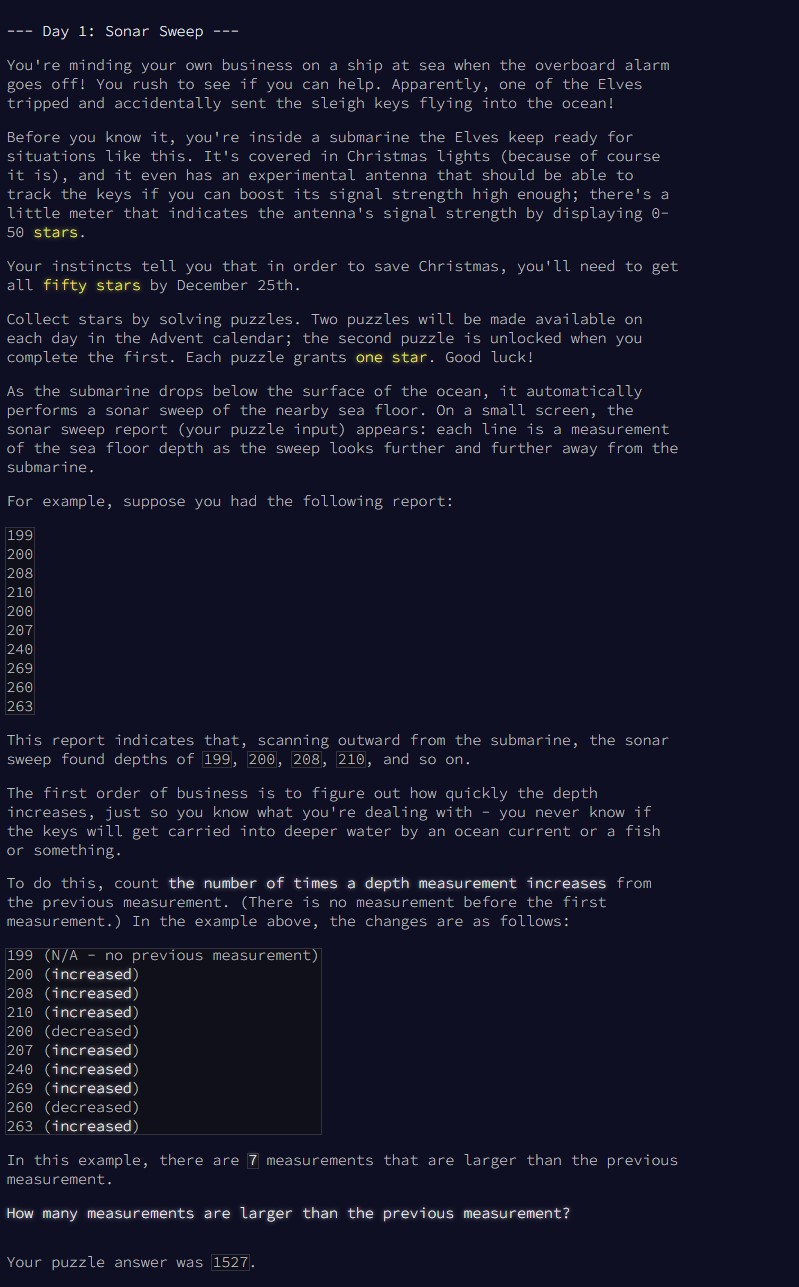 --- Day 1: Sonar Sweep ---
You're minding your own business on a ship at sea when the overboard alarm
goes off! You rush to see if you can help. Apparently, one of the Elves
tripped and accidentally sent the sleigh keys flying into the ocean!
Before you know it, you're inside a submarine the Elves keep ready for
situations like this. It's covered in Christmas lights (because of course
it is), and it even has an experimental antenna that should be able to
track the keys if you can boost its signal strength high enough; there's a
little meter that indicates the antenna's signal strength by displaying 0-
50 stars.
Your instincts tell you that in order to save Christmas, you'll need to get
all fifty stars by December 25th.
Collect stars by solving puzzles. Two puzzles will be made available on
each day in the Advent calendar; the second puzzle is unlocked when you
complete the first. Each puzzle grants one star. Good luck!
As the submarine drops below the surface of the ocean, it automatically
performs a sonar sweep of the nearby sea floor. On a small screen, the
sonar sweep report (your puzzle input) appears: each line is a measurement
of the sea floor depth as the sweep looks further and further away from the
submarine.
For example, suppose you had the following report:
199
200
208
210
200
207
240
269
260
263
This report indicates that, scanning outward from the submarine, the sonar
sweep found depths of 199, 200, 208, 210, and so on.
The first order of business is to figure out how quickly the depth
increases, just so you know what you're dealing with - you never know if
the keys will get carried into deeper water by an ocean current or a fish
or something.
To do this, count the number of times a depth measurement increases from
the previous measurement. (There is no measurement before the first
measurement.) In the example above, the changes are as follows:
199 (N/A - no previous measurement)
200 (increased)
208 (increased)
210 (increased)
200 (decreased)
207 (increased)
240 (increased)
269 (increased)
260 (decreased)
263 (increased)
In this example, there are 7 measurements that are larger than the previous
measurement.
How many measurements are larger than the previous measurement?
Your puzzle answer was 1527.